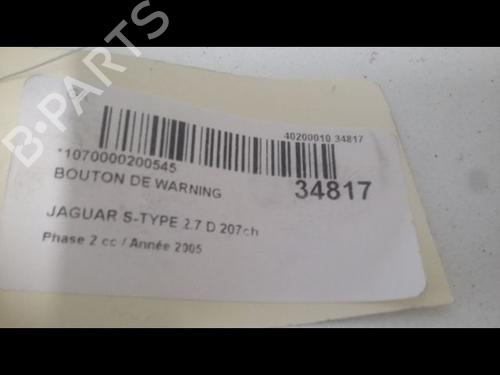 B-PARTS
40200010 34817
*1070000200545
BOUTON DE WARNING
34817
JAGUAR S-TYPE 2.7 D 207ch
Phase 2 cc / Année 2005